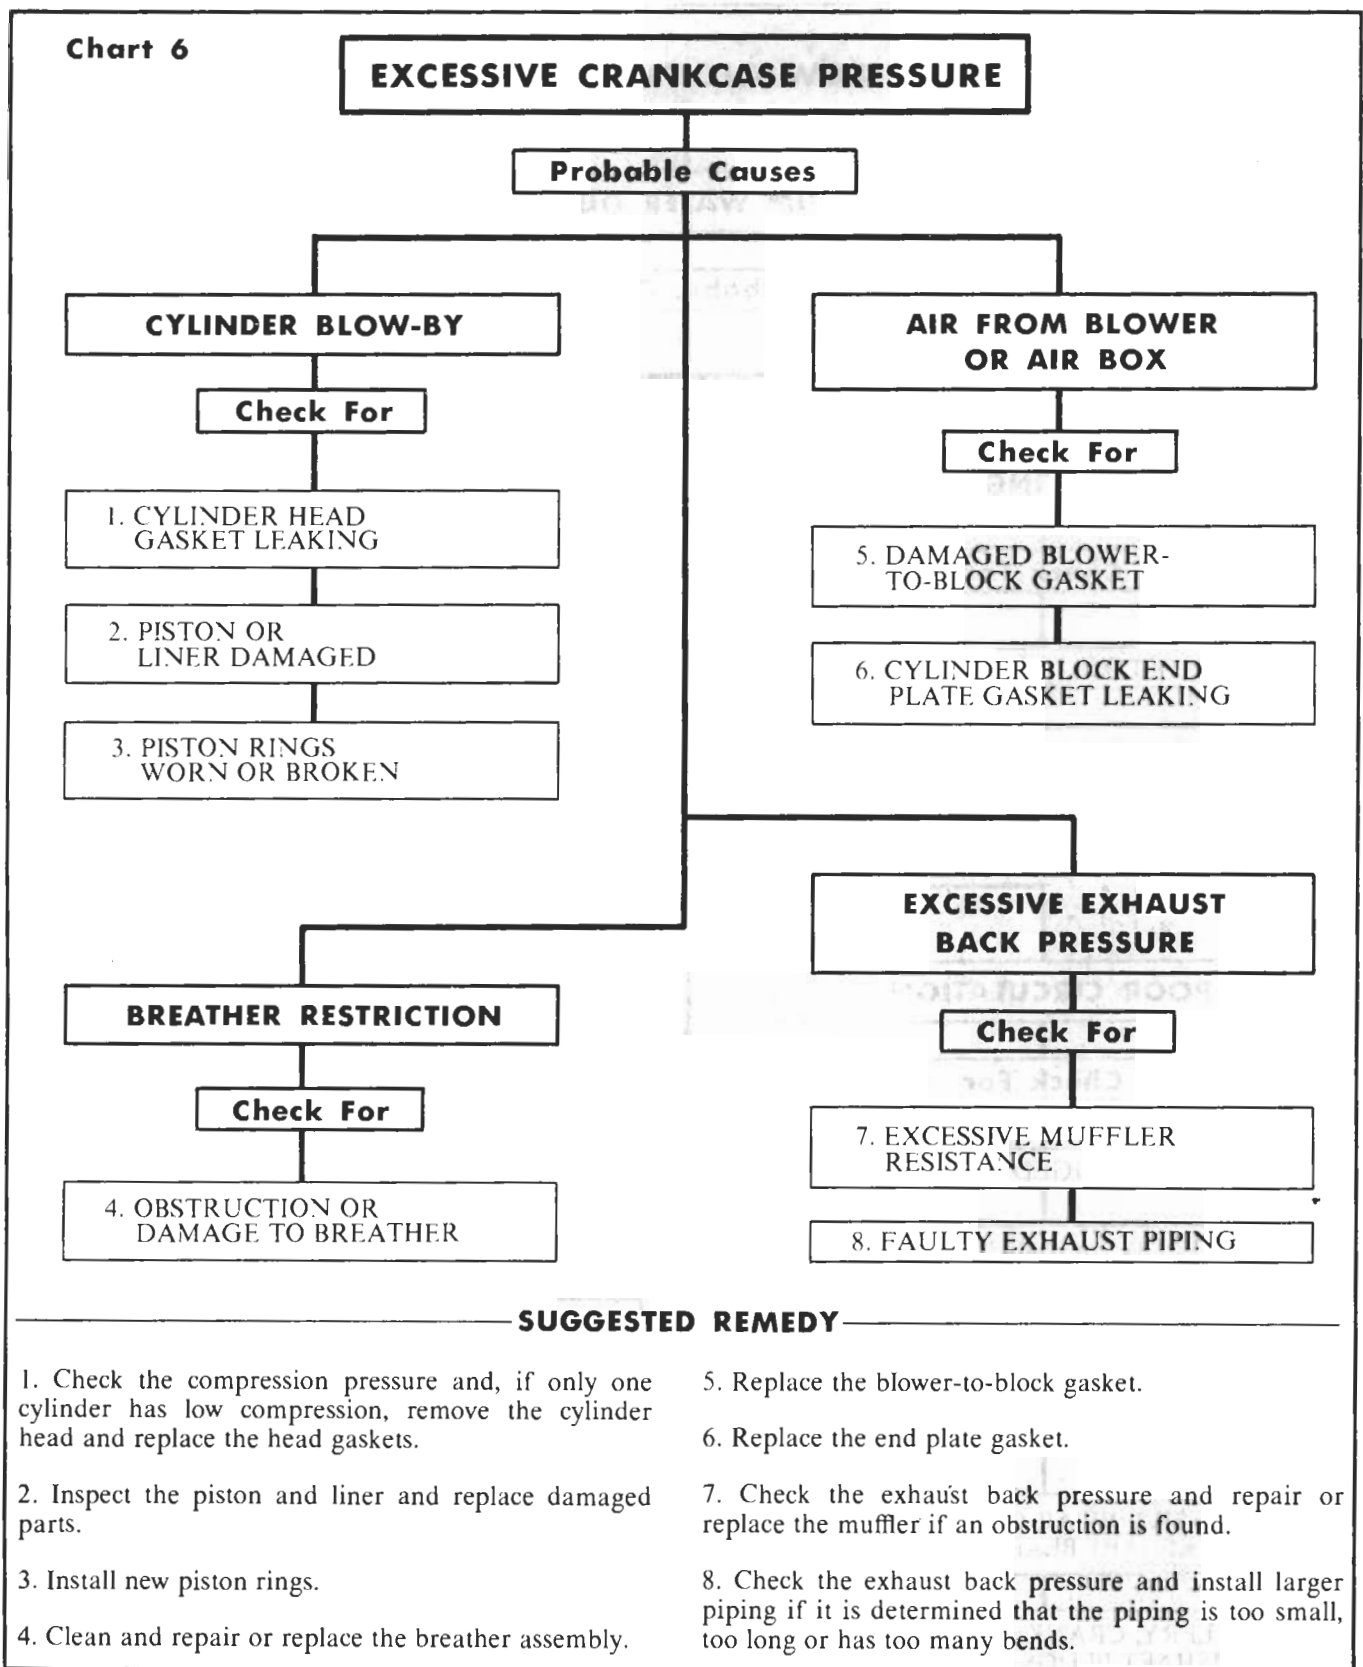 Chart 6
EXCESSIVE CRANKCASE PRESSURE
Probable Causes
CYLINDER BLOW-BY
Check For
1. CYLINDER HEAD
GASKET LEAKING
2. PISTON OR
LINER DAMAGED
3. PISTON RINGS
WORN OR BROKEN
AIR FROM BLOWER
OR AIR BOX
Check For
5. DAMAGED BLOWER-
TO-BLOCK GASKET
6. CYLINDER BLOCK END
PLATE GASKET LEAKING
BREATHER RESTRICTION
Check For
4. OBSTRUCTION OR
DAMAGE TO BREATHER
EXCESSIVE EXHAUST
BACK PRESSURE
Check For
7. EXCESSIVE MUFFLER
RESISTANCE
8. FAULTY EXHAUST PIPING
SUGGESTED REMEDY
1. Check the compression pressure and, if only one
cylinder has low compression, remove the cylinder
head and replace the head gaskets.
2. Inspect the piston and liner and replace damaged
parts.
3. Install new piston rings.
4. Clean and repair or replace the breather assembly.
5. Replace the blower-to-block gasket.
6. Replace the end plate gasket.
7. Check the exhaust back pressure and repair or
replace the muffler if an obstruction is found.
8. Check the exhaust back pressure and install larger
piping if it is determined that the piping is too small,
too long or has too many bends.